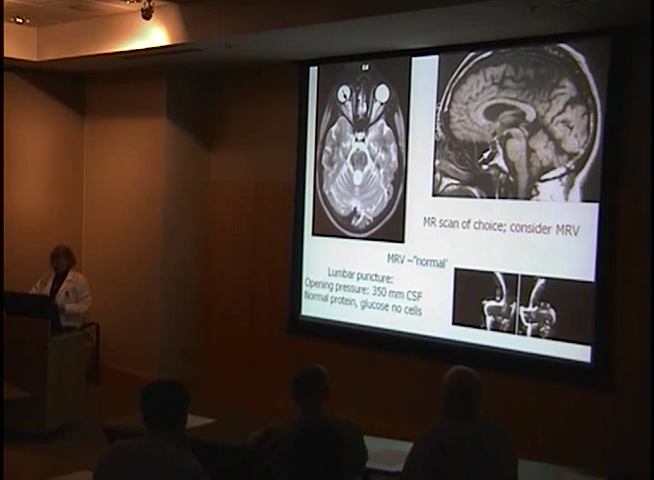 MR scan of choice; consider MRV
MRV –"normal'
Lumbar puncture:
Opening pressure: 350 mm CSF
Normal protein, glucose no cells